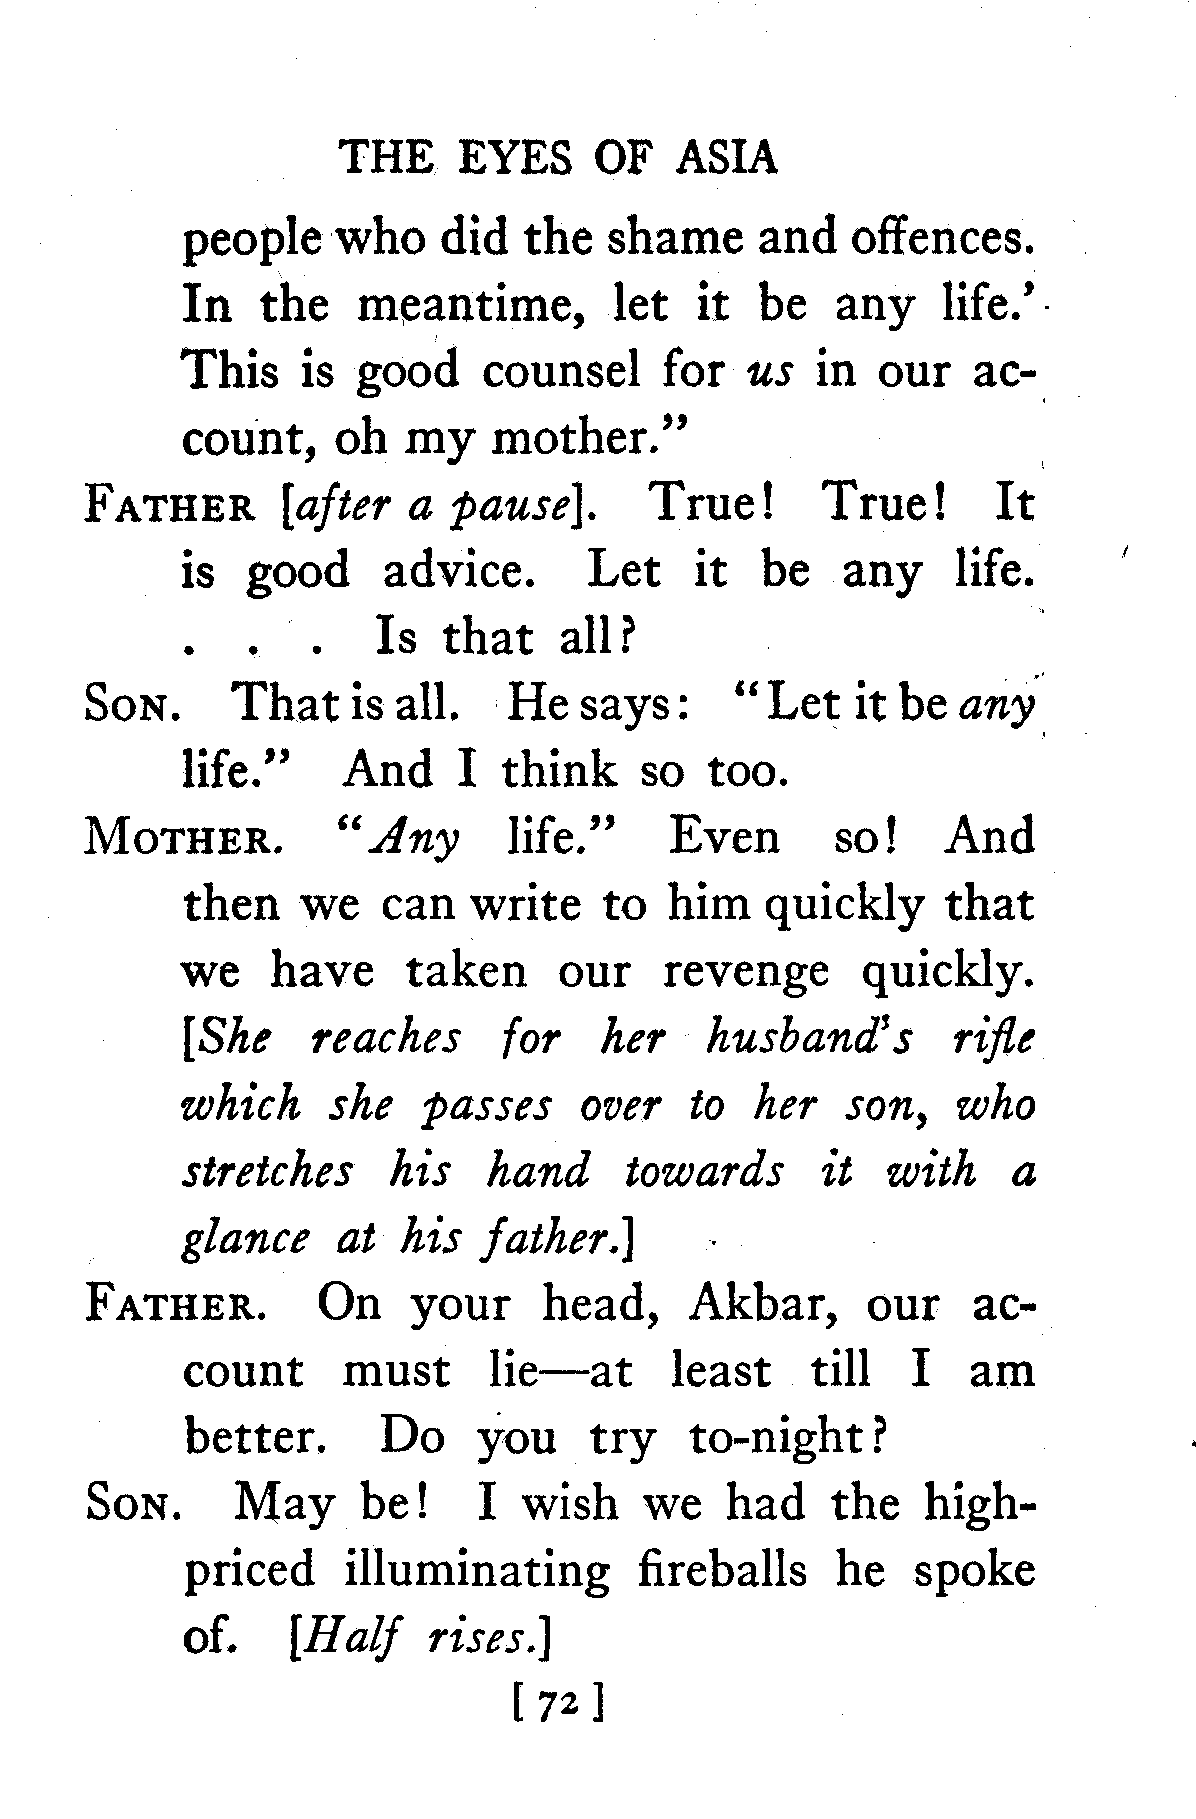 THE EYES OF ASIA
people who did the shame and offences.
In the meantime, let it be any life.'
This is good counsel for us in our ac-
count, oh my mother."
FATHER [after a pause]. True! True! It
is good advice. Let it be any life.
. . . Is that all?
SON. That is all. He says: "Let it be any
life." And I think so too.
MOTHER. "Any life." Even so! And
then we can write to him quickly that
we have taken our revenge quickly.
[She reaches for her husband's rifle
which she passes over to her son, who
stretches his hand towards it with a
glance at his father.]
FATHER. On your head, Akbar, our ac-
count must lie—at least till I am
better. Do you try to-night?
SON. May be! I wish we had the high-
priced illuminating fireballs he spoke
of. [Half rises.]
[ 72 ]